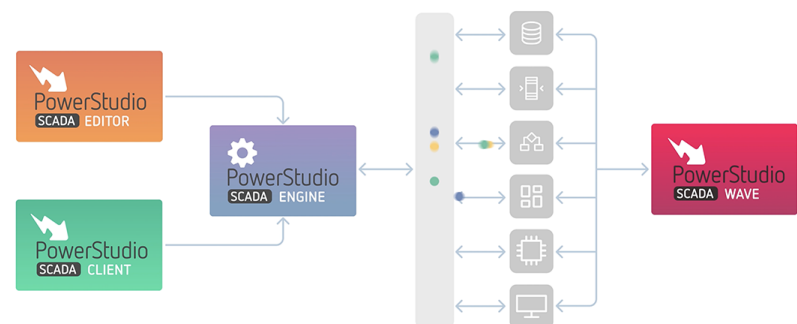 PowerStudio
SCADA EDITOR
PowerStudio
SCADA ENGINE
PowerStudio
SCADA WAVE
PowerStudio
SCADA CLIENT